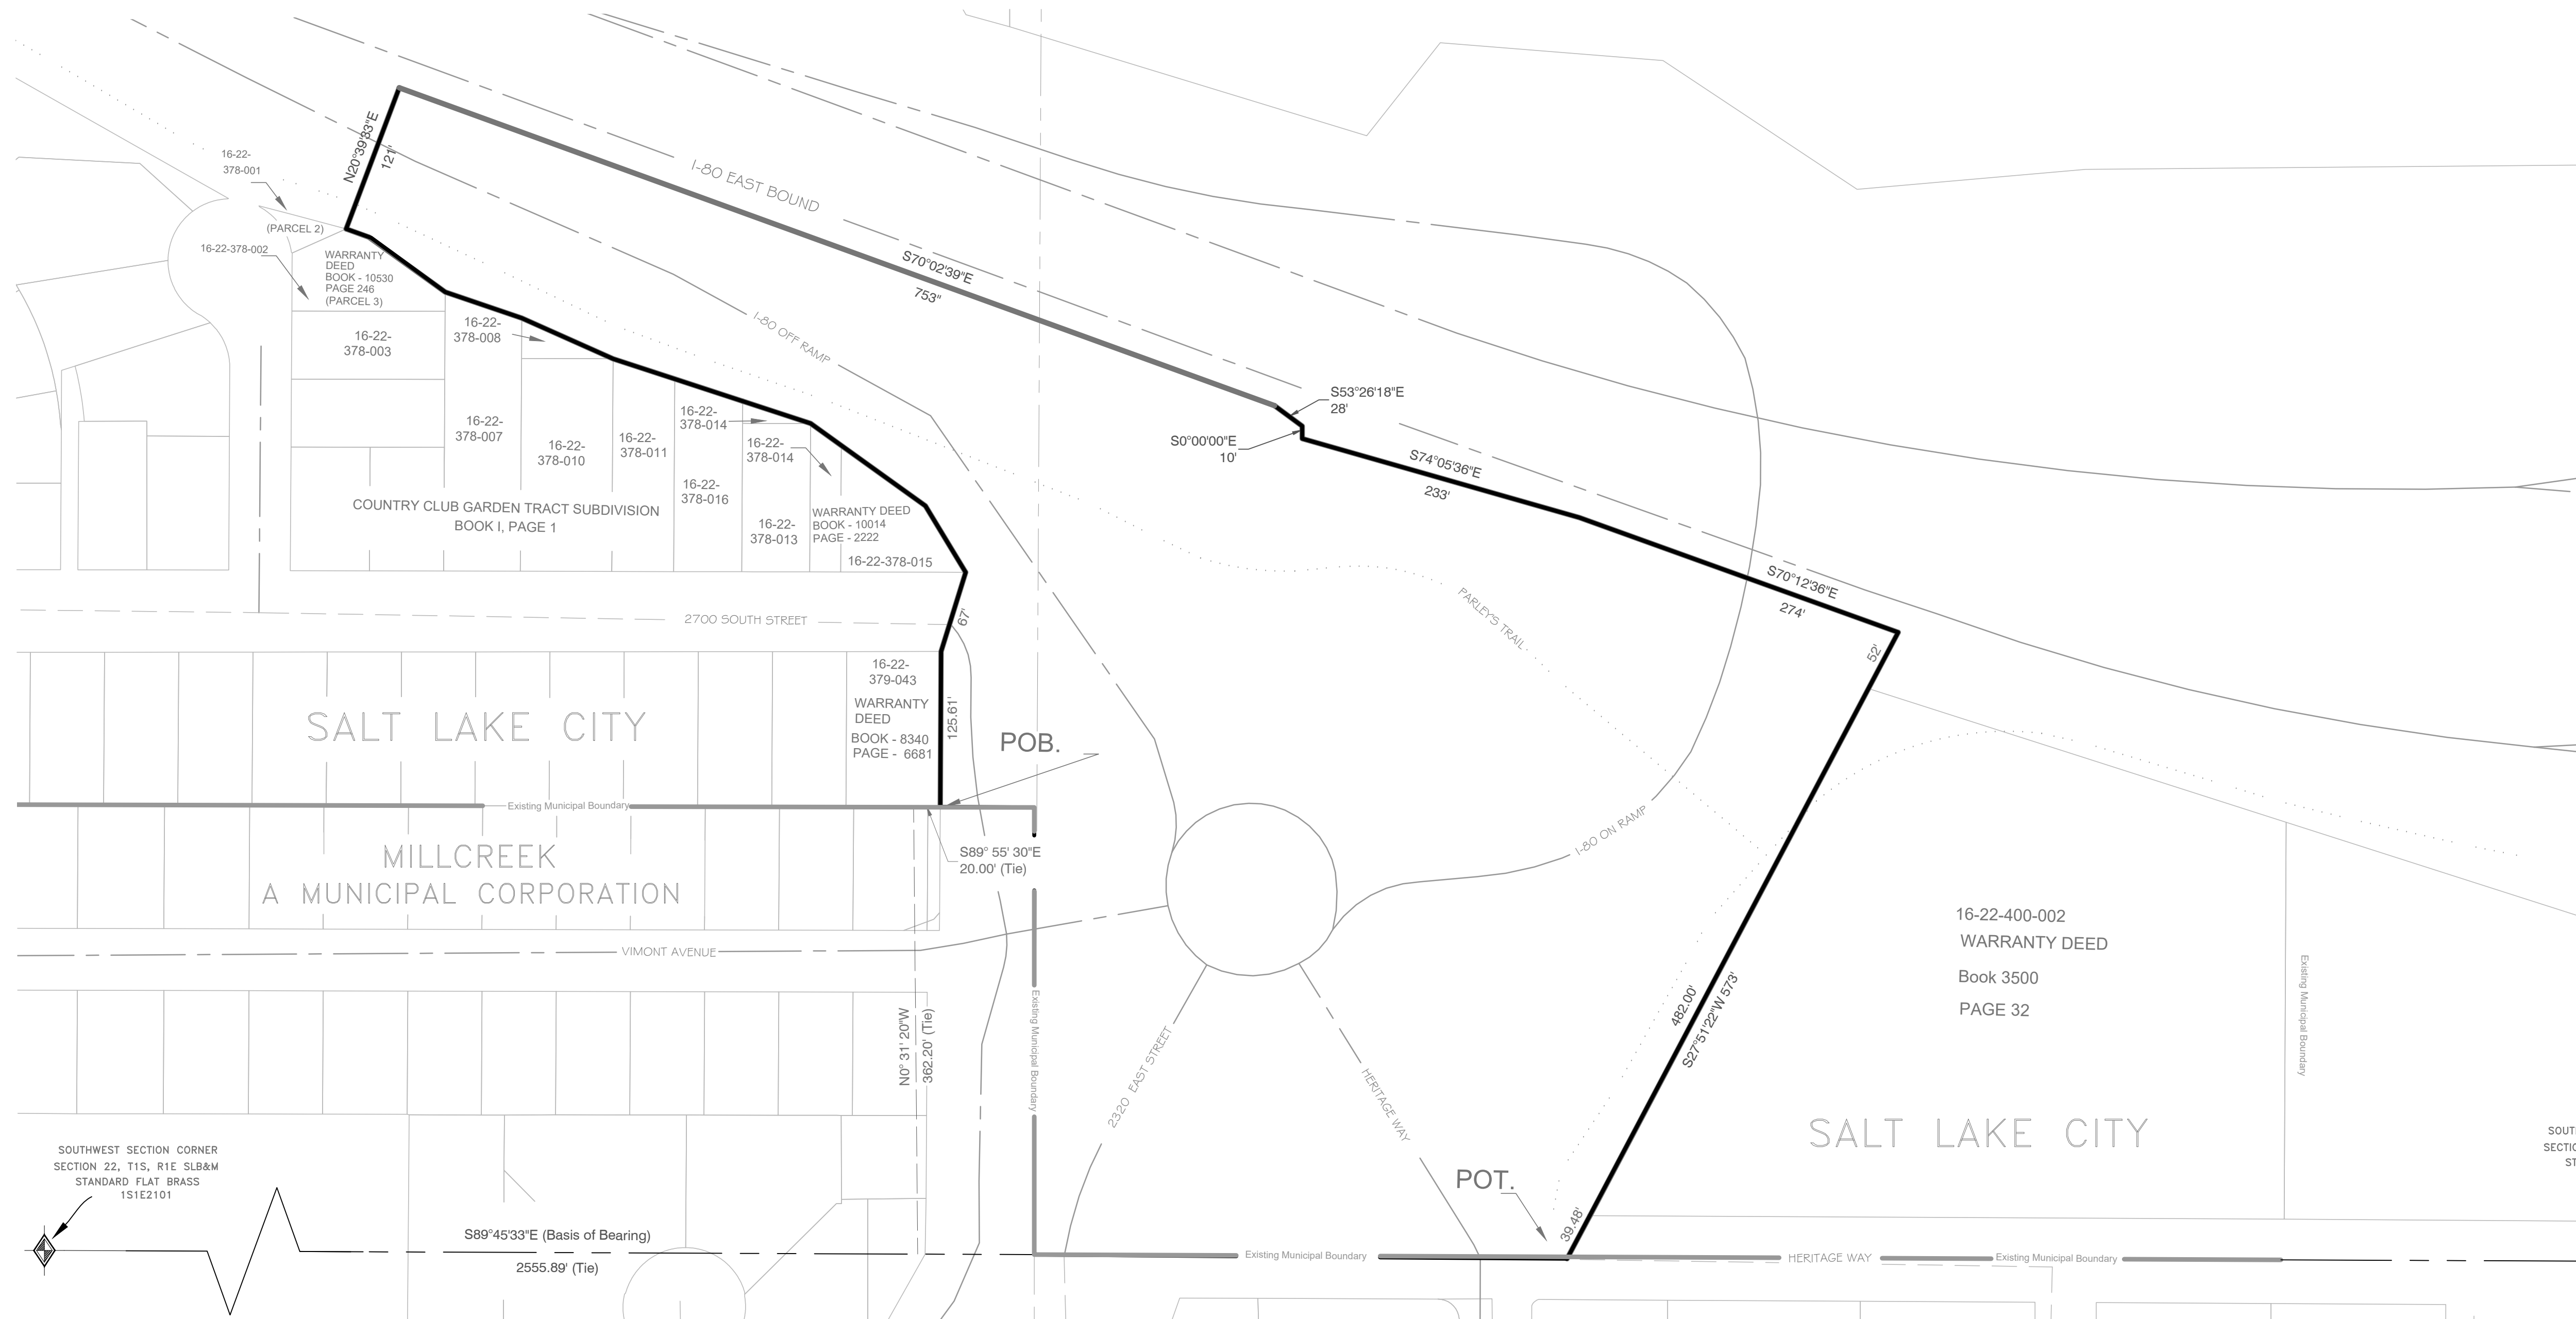 16-22-
378-001
N20°39'33"E
121'
(PARCEL 2)
16-22-378-002
WARRANTY
DEED
BOOK - 10530
PAGE 246
(PARCEL 3)
I-80 EAST BOUND
S70°02'39"E
753"
I-80 OFF RAMP
16-22-
378-003
16-22-
378-008
16-22-
378-007
16-22-
378-010
16-22-
378-011
16-22-
378-014
16-22-
378-014
16-22-
378-016
16-22-
378-013
WARRANTY DEED
BOOK - 10014
PAGE - 2222
16-22-378-015
COUNTRY CLUB GARDEN TRACT SUBDIVISION
BOOK I, PAGE 1
S53°26'18"E
28'
S0°00'00"E
10'
S74°05'36"E
233'
S70°12'36"E
274'
52'
PARLEY'S TRAIL
2700 SOUTH STREET
67'
16-22-
379-043
WARRANTY
DEED
BOOK - 8340
PAGE - 6681
125.61'
POB.
SALT LAKE CITY
Existing Municipal Boundary
S89° 55' 30"E
20.00' (Tie)
MILLCREEK
A MUNICIPAL CORPORATION
I-80 ON RAMP
VIMONT AVENUE
N0° 31' 20"W
362.20' (Tie)
Existing Municipal Boundary
2320 EAST STREET
HERITAGE WAY
482.00'
S27°51'22"W 573'
16-22-400-002
WARRANTY DEED
Book 3500
PAGE 32
Existing Municipal Boundary
SALT LAKE CITY
SOUTHWEST SECTION CORNER
SECTION 22, T1S, R1E SLB&M
STANDARD FLAT BRASS
1S1E2101
SOUT
SECTIO
ST
POT.
39.48'
S89°45'33"E (Basis of Bearing)
2555.89' (Tie)
Existing Municipal Boundary
HERITAGE WAY
Existing Municipal Boundary